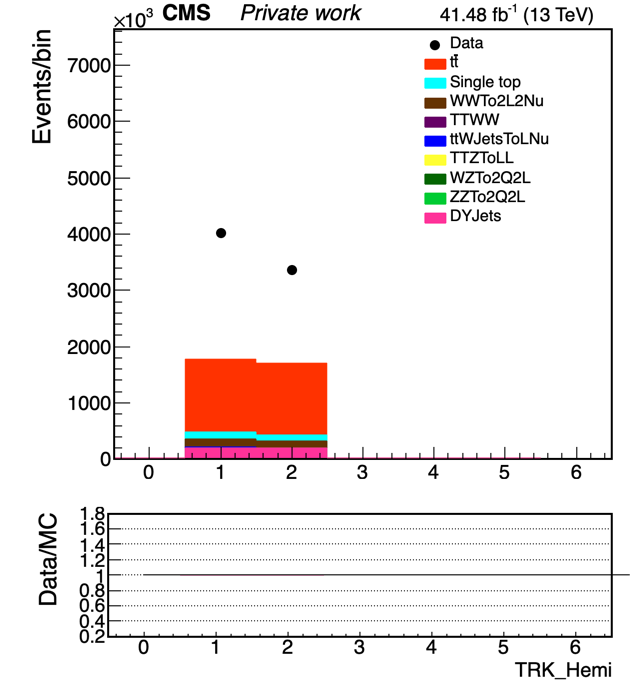 ×10³ CMS Private work 41.48 fb⁻¹ (13 TeV)
Events/bin
7000
6000
5000
4000
3000
2000
1000
0
Data
tt̄
Single top
WWTo2L2Nu
TTWW
ttWJetsToLNu
TTZToLL
WZTo2Q2L
ZZTo2Q2L
DYJets
0 1 2 3 4 5 6
Data/MC
1.8
1.6
1.4
1.2
1
0.8
0.6
0.4
0.2
0 1 2 3 4 5 6
TRK_Hemi